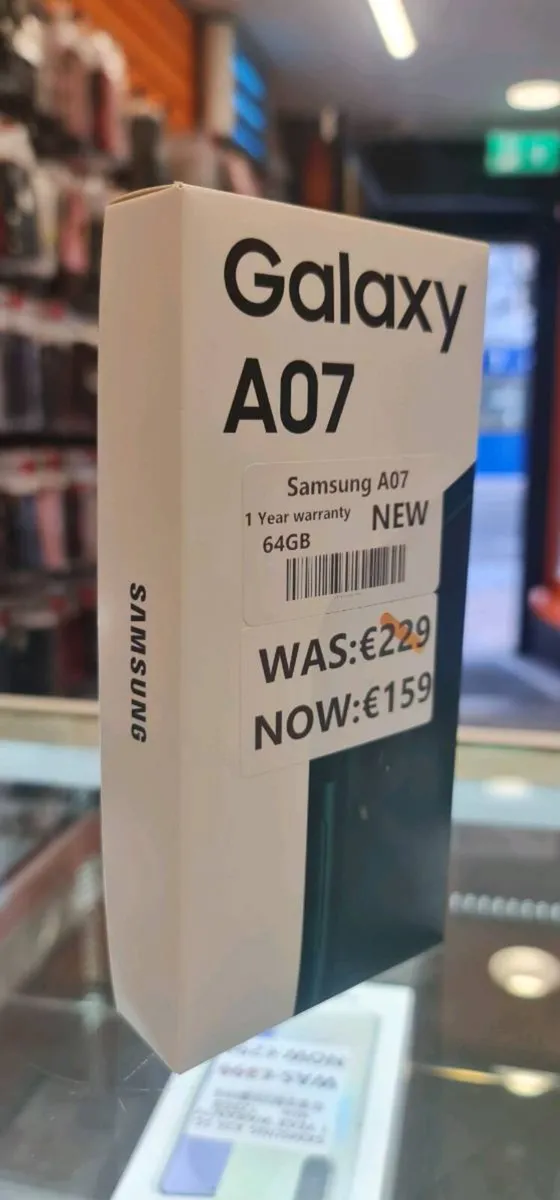 Galaxy
A07
Samsung A07
1 Year warranty NEW
64GB
WAS:€229
NOW:€159
SAMSUNG